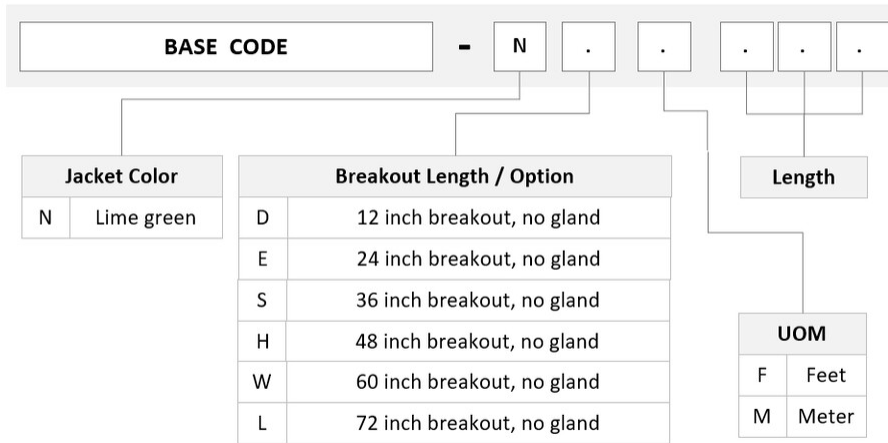 BASE CODE - N . . . . .
Jacket Color
N Lime green
Breakout Length / Option
D 12 inch breakout, no gland
E 24 inch breakout, no gland
S 36 inch breakout, no gland
H 48 inch breakout, no gland
W 60 inch breakout, no gland
L 72 inch breakout, no gland
Length
UOM
F Feet
M Meter